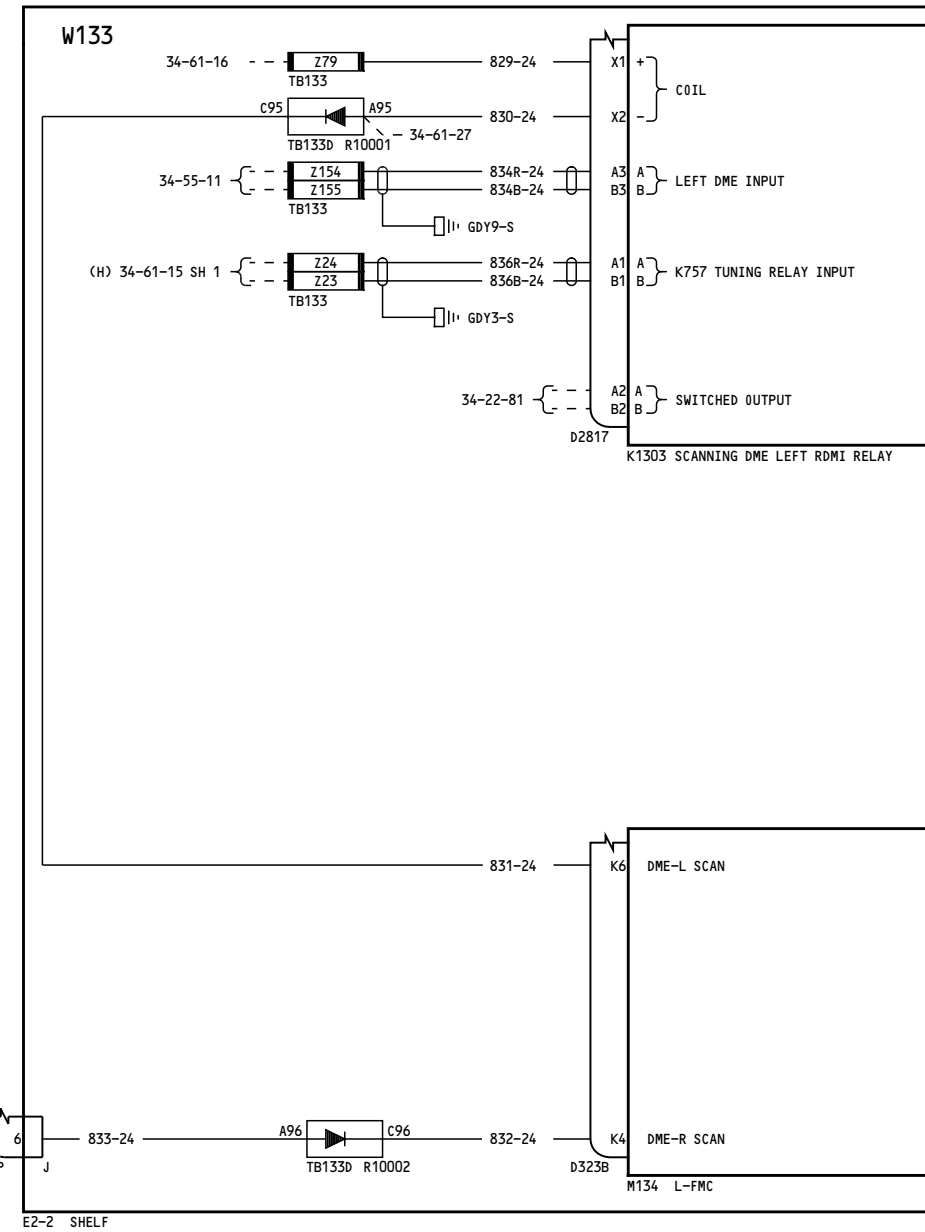 W133
34-61-16 Z79 829-24 X1 +
TB133
COIL
C95 A95 830-24 X2 -
34-61-27
TB133D R10001
Z154 834R-24 A3 A
34-55-11 LEFT DME INPUT
Z155 834B-24 B3 B
TB133
GDY9-S
Z24 836R-24 A1 A
(H) 34-61-15 SH 1 K757 TUNING RELAY INPUT
Z23 836B-24 B1 B
TB133
GDY3-S
A2 A
34-22-81 SWITCHED OUTPUT
B2 B
D2817
K1303 SCANNING DME LEFT RDMI RELAY
831-24 K6 DME-L SCAN
6 833-24 A96 C96 832-24 K4 DME-R SCAN
P J TB133D R10002 D323B
M134 L-FMC
E2-2 SHELF